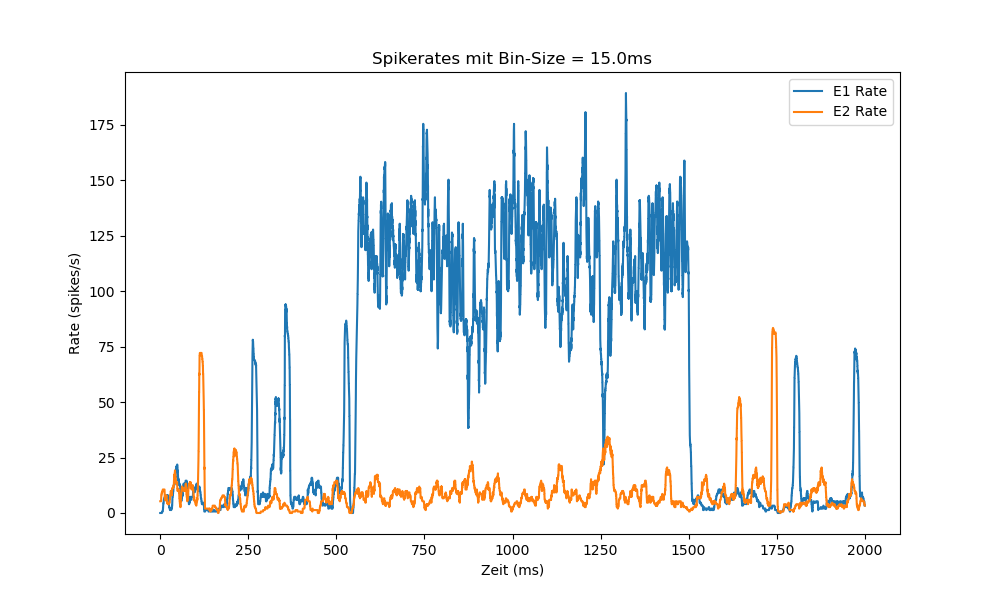 Spikerates mit Bin-Size = 15.0ms
E1 Rate
E2 Rate
Rate (spikes/s)
175
150
125
100
75
50
25
0
0 250 500 750 1000 1250 1500 1750 2000
Zeit (ms)